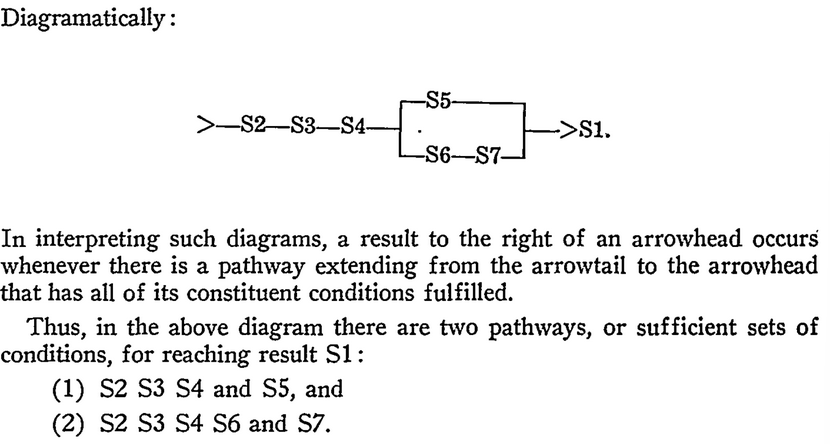 Diagramatically:
S5
>—S2—S3—S4— —>S1.
S6—S7
In interpreting such diagrams, a result to the right of an arrowhead occurs
whenever there is a pathway extending from the arrowtail to the arrowhead
that has all of its constituent conditions fulfilled.
Thus, in the above diagram there are two pathways, or sufficient sets of
conditions, for reaching result S1:
(1) S2 S3 S4 and S5, and
(2) S2 S3 S4 S6 and S7.